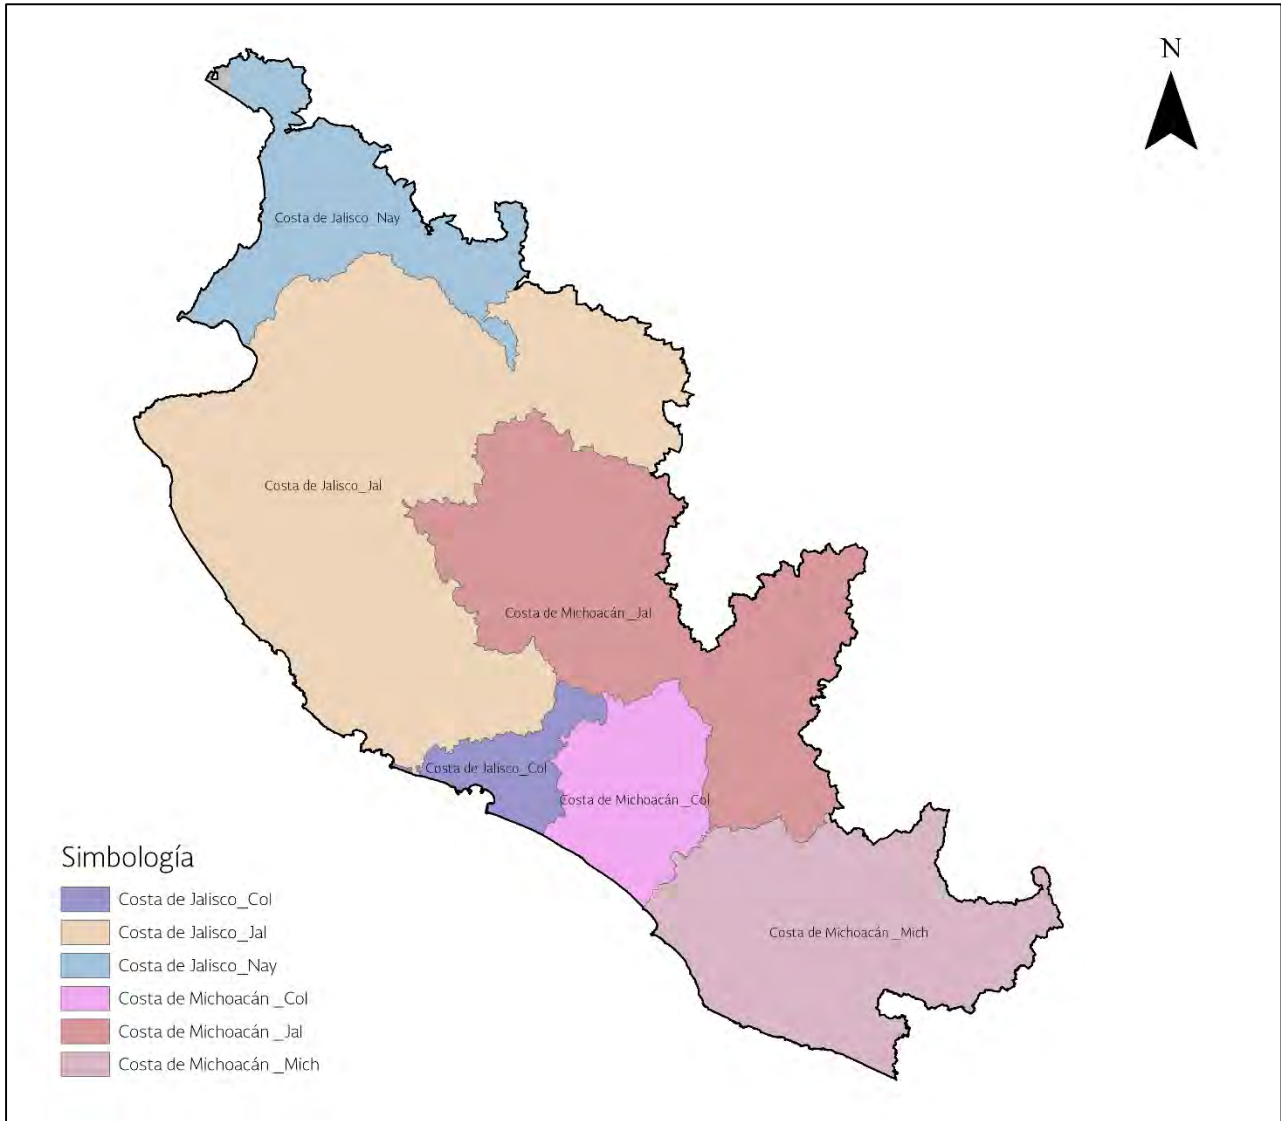 N
Costa de Jalisco_Nay
Costa de Jalisco_Jal
Costa de Michoacán _Jal
Costa de Jalisco_Col
Costa de Michoacán _Col
Costa de Michoacán _Mich
Simbología
Costa de Jalisco_Col
Costa de Jalisco_Jal
Costa de Jalisco_Nay
Costa de Michoacán _Col
Costa de Michoacán _Jal
Costa de Michoacán _Mich